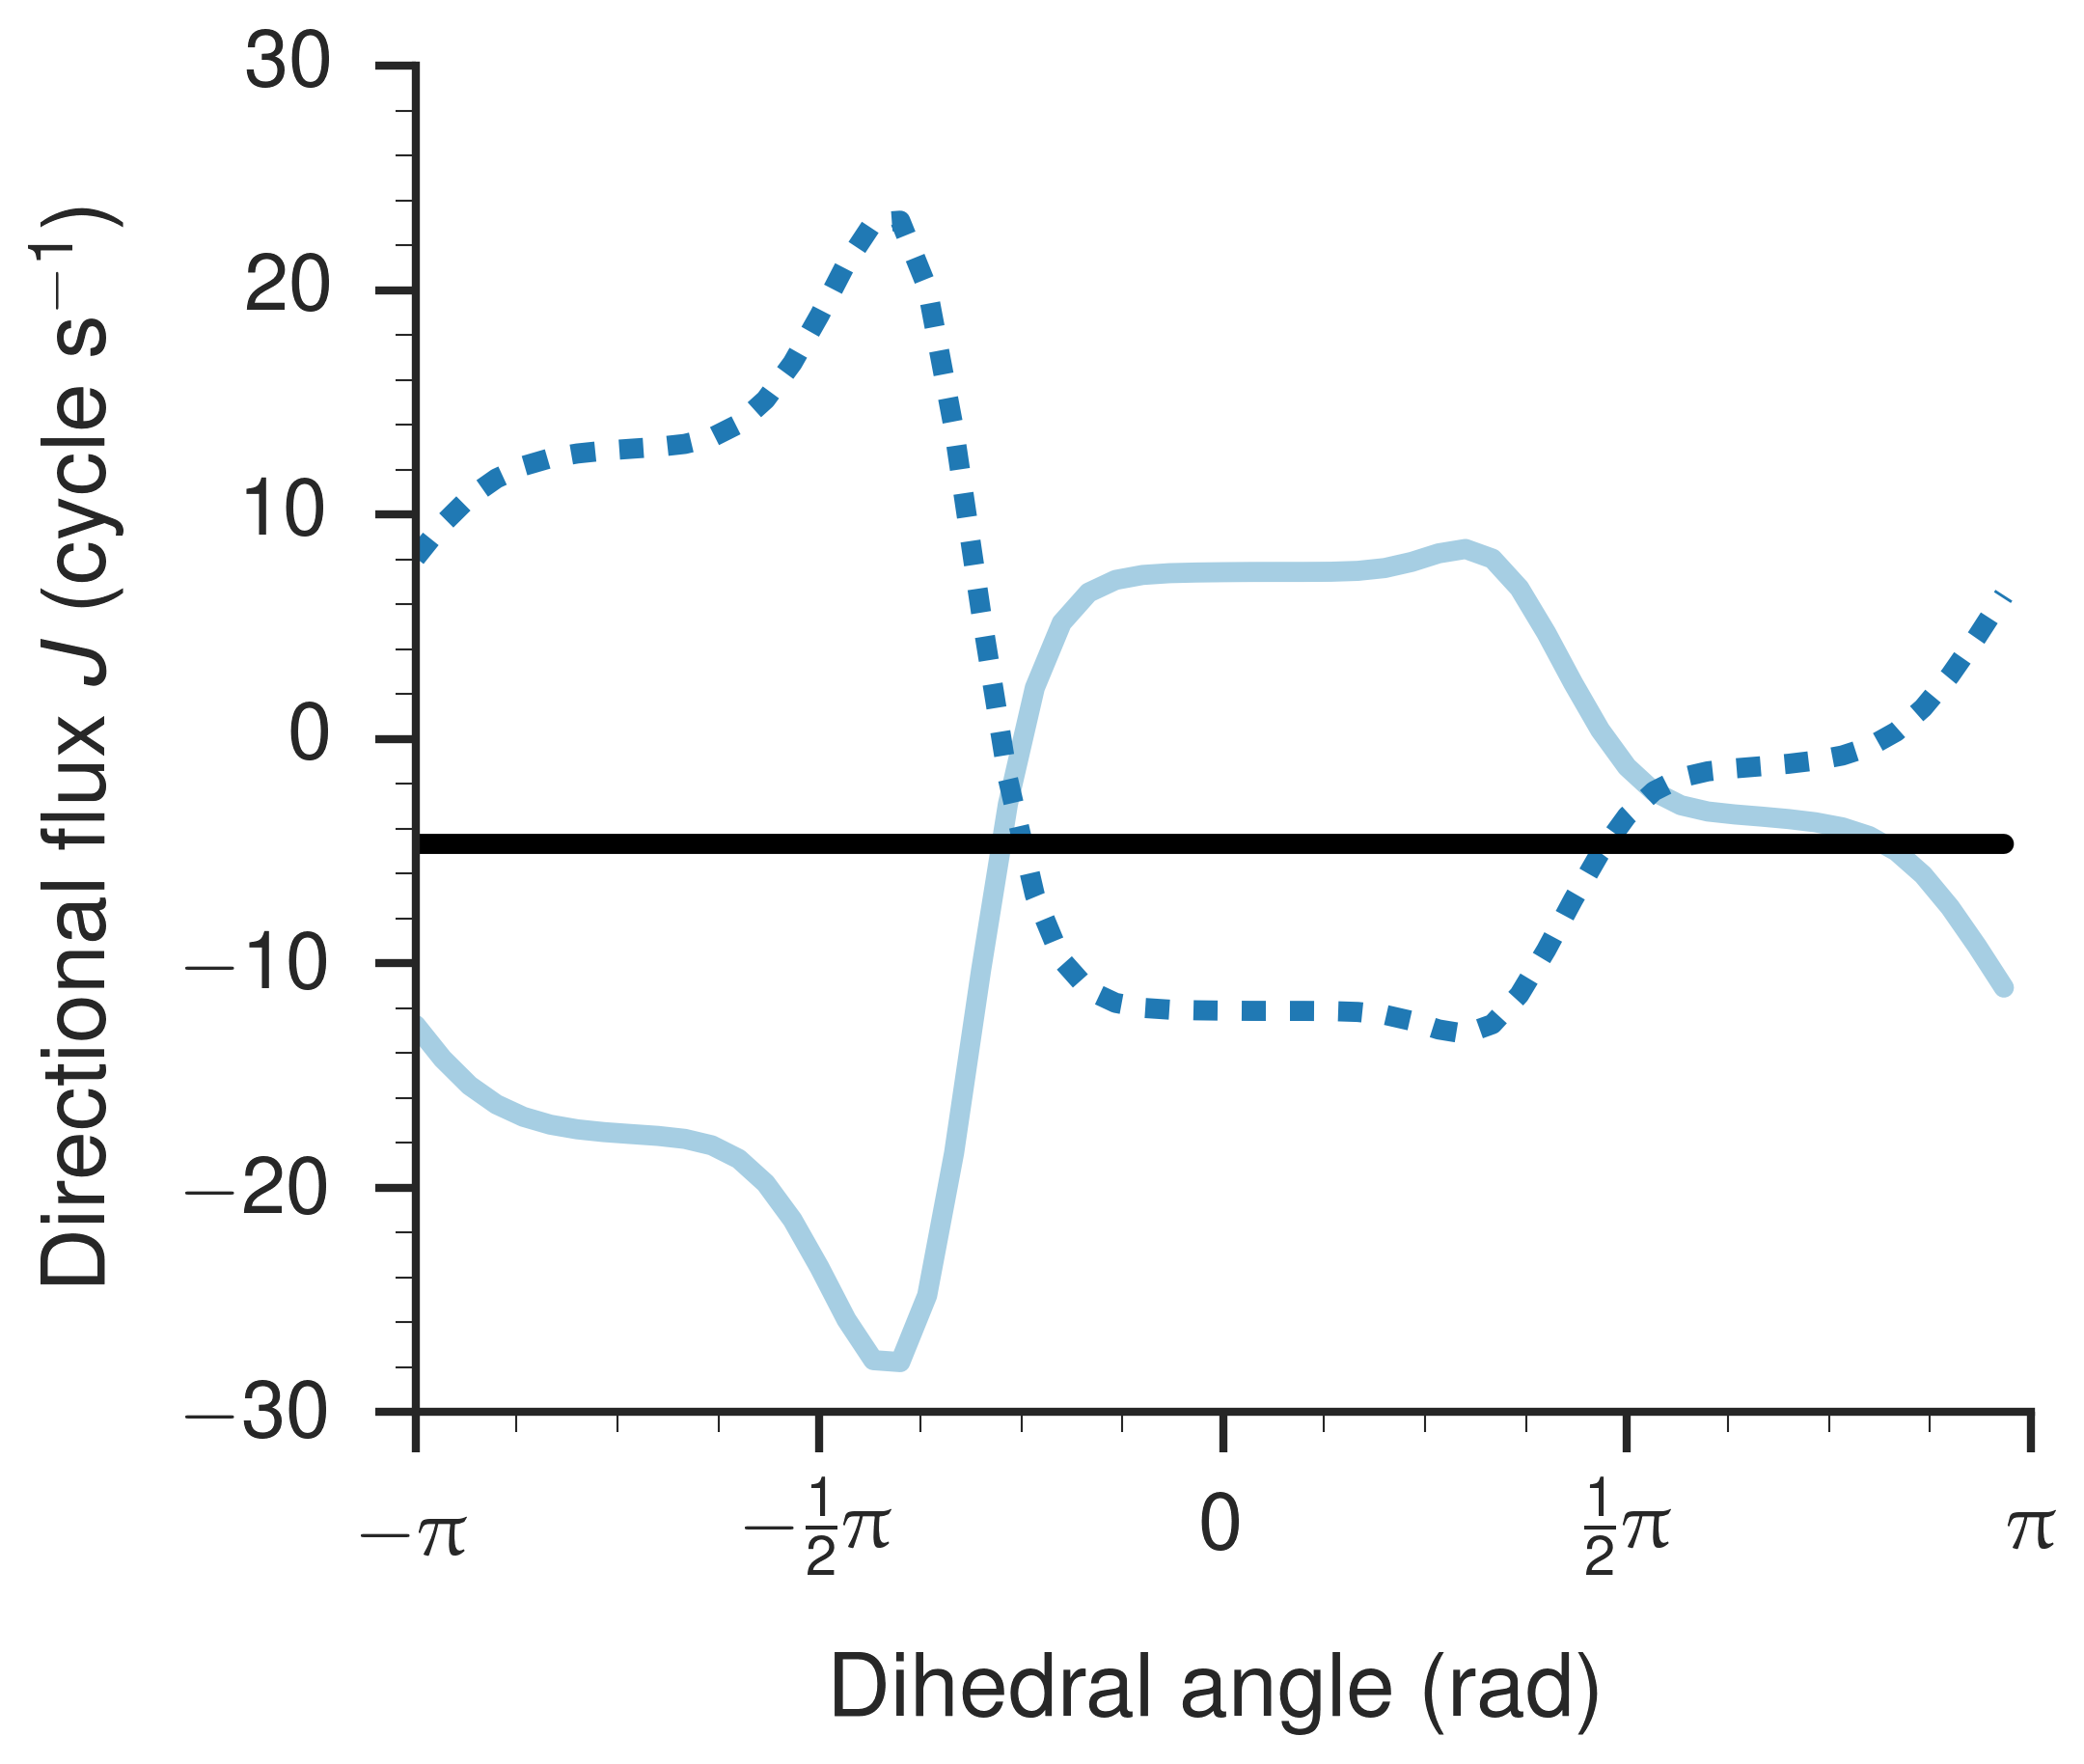 Directional flux J (cycle s⁻¹)
30
20
10
0
−10
−20
−30
−π
−½π
0
½π
π
Dihedral angle (rad)